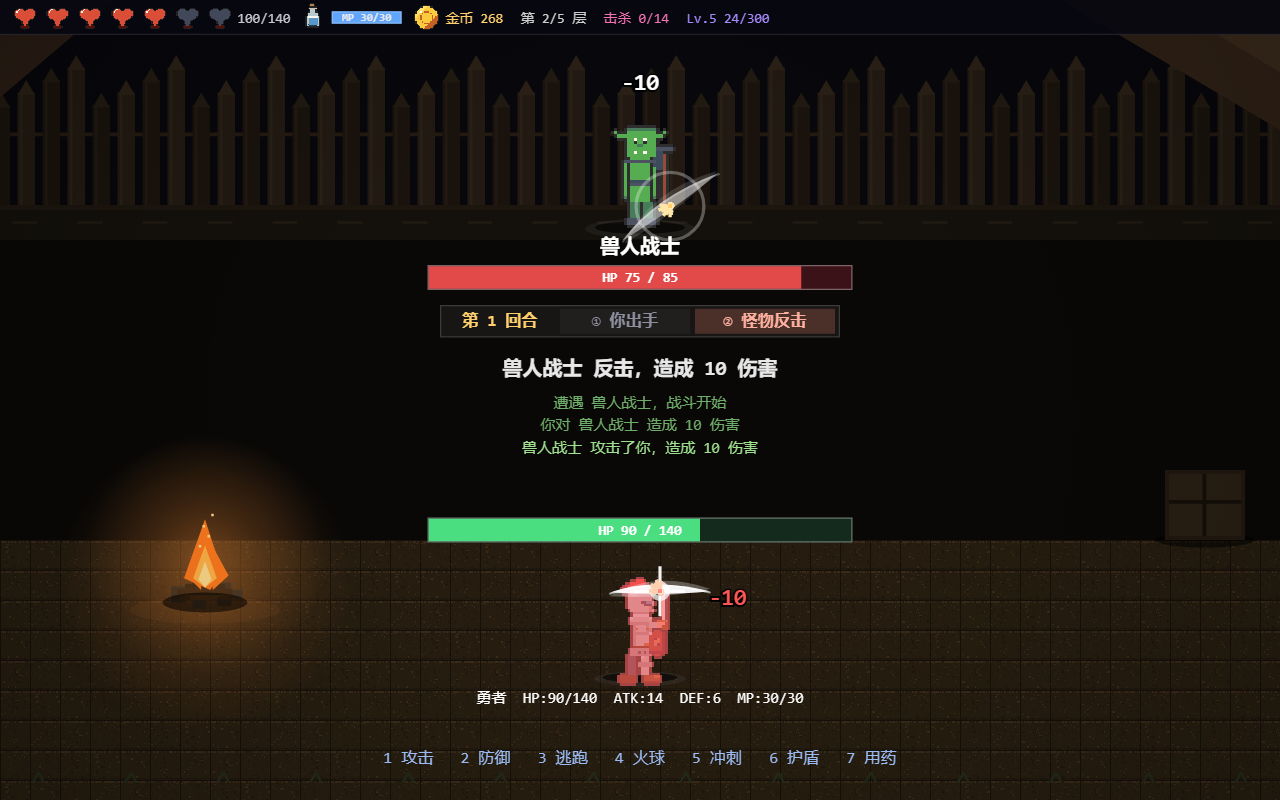 100/140 MP 30/30 金币 268 第 2/5 层 击杀 0/14 Lv.5 24/300
-10
兽人战士
HP 75 / 85
第 1 回合 ① 你出手 ② 怪物反击
兽人战士 反击, 造成 10 伤害
遭遇 兽人战士, 战斗开始
你对 兽人战士 造成 10 伤害
兽人战士 攻击了你, 造成 10 伤害
HP 90 / 140
-10
勇者 HP:90/140 ATK:14 DEF:6 MP:30/30
1 攻击 2 防御 3 逃跑 4 火球 5 冲刺 6 护盾 7 用药